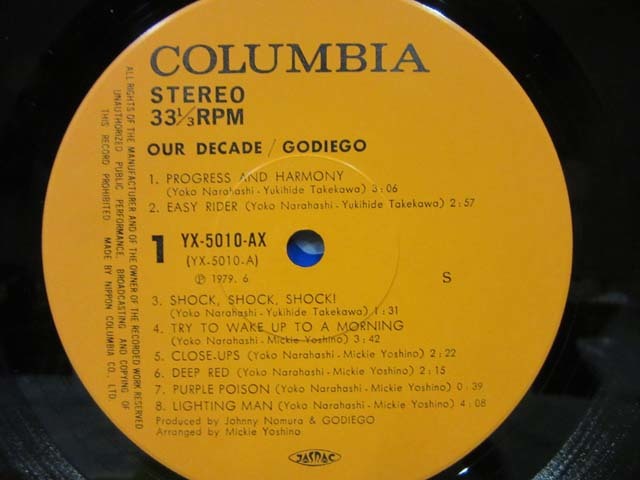 COLUMBIA
STEREO
33 1/3 RPM
OUR DECADE / GODIEGO
1. PROGRESS AND HARMONY
(Yoko Narahashi - Yukihide Takekawa) 3:06
2. EASY RIDER (Yoko Narahashi - Yukihide Takekawa) 2:57
1 YX-5010-AX
(YX-5010-A)
Ⓟ 1979. 6
S
3. SHOCK, SHOCK, SHOCK!
(Yoko Narahashi - Yukihide Takekawa) 1:31
4. TRY TO WAKE UP TO A MORNING
(Yoko Narahashi - Mickie Yoshino) 3:42
5. CLOSE-UPS (Yoko Narahashi - Mickie Yoshino) 2:22
6. DEEP RED (Yoko Narahashi - Mickie Yoshino) 2:15
7. PURPLE POISON (Yoko Narahashi - Mickie Yoshino) 0:39
8. LIGHTING MAN (Yoko Narahashi - Mickie Yoshino) 4:08
Produced by Johnny Nomura & GODIEGO
Arranged by Mickie Yoshino
JASRAC
ALL RIGHTS OF THE MANUFACTURER AND OF THE OWNER OF THE RECORDED WORK RESERVED
UNAUTHORIZED PUBLIC PERFORMANCE, BROADCASTING AND COPYING OF
THIS RECORD PROHIBITED MADE BY NIPPON COLUMBIA CO., LTD.